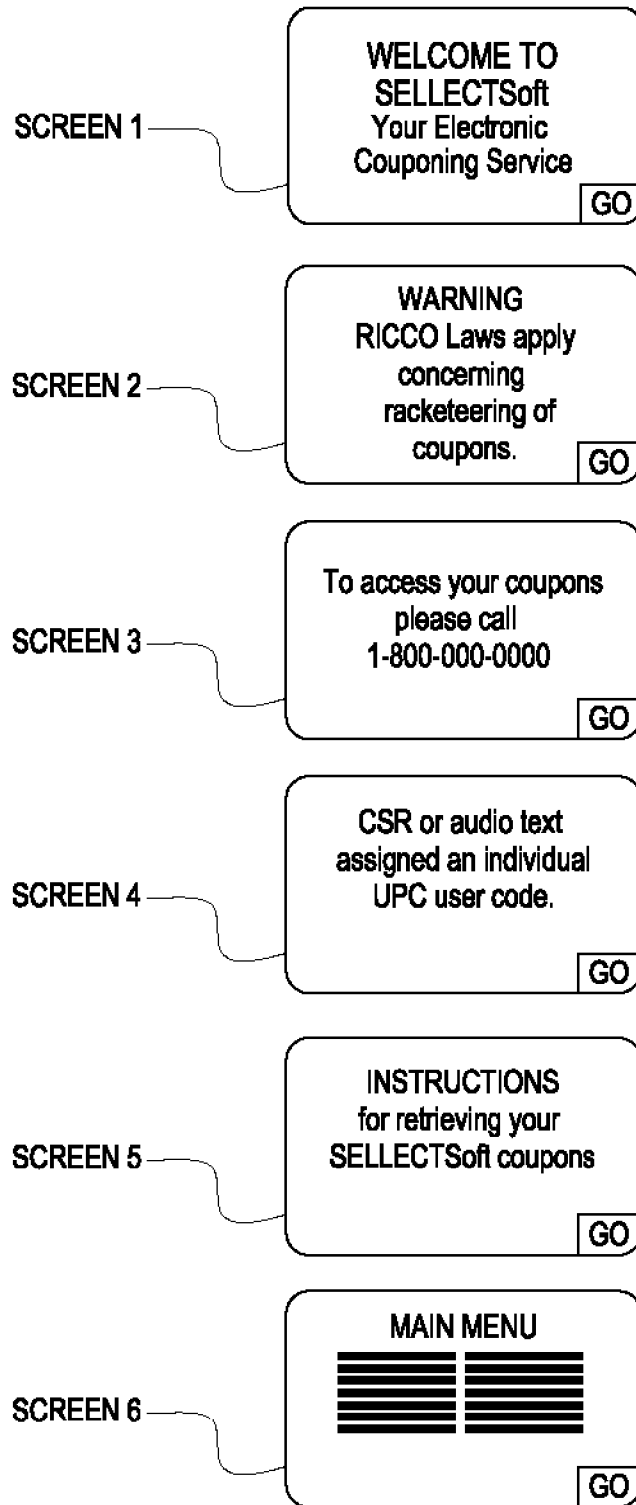 WELCOME TO
SELLECTSoft
Your Electronic
Couponing Service
SCREEN 1
GO
WARNING
RICCO Laws apply
concerning
racketeering of
coupons.
SCREEN 2
GO
To access your coupons
please call
1-800-000-0000
SCREEN 3
GO
CSR or audio text
assigned an individual
UPC user code.
SCREEN 4
GO
INSTRUCTIONS
for retrieving your
SELLECTSoft coupons
SCREEN 5
GO
MAIN MENU
SCREEN 6
GO